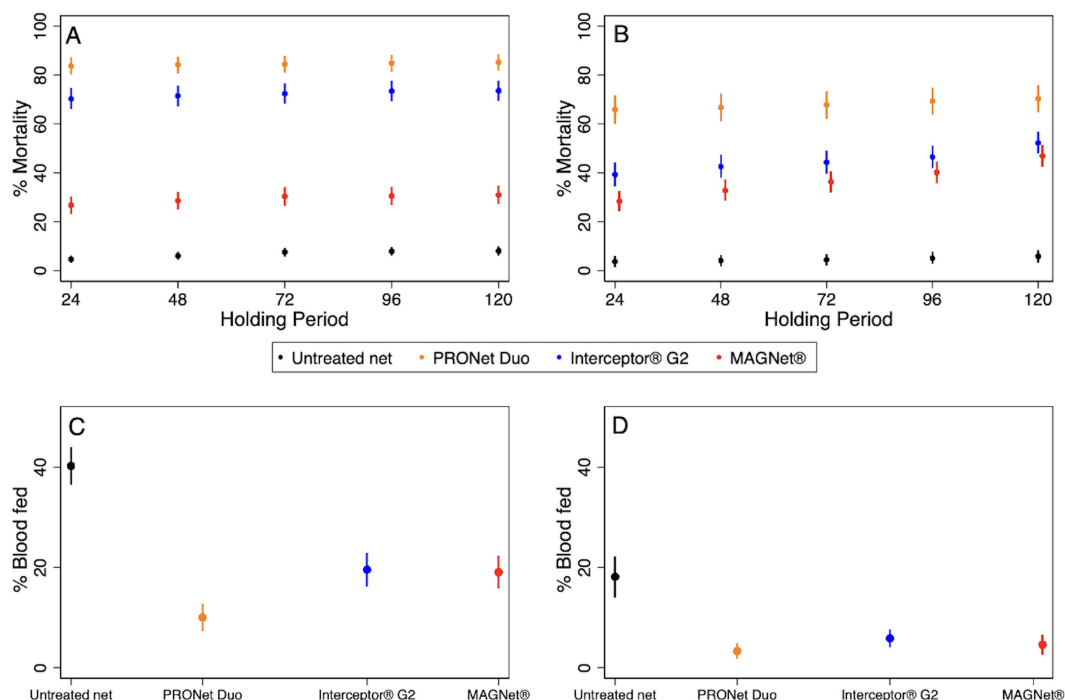 A
% Mortality
100
80
60
40
20
0
24 48 72 96 120
Holding Period
B
% Mortality
100
80
60
40
20
0
24 48 72 96 120
Holding Period
Untreated net PRONet Duo Interceptor® G2 MAGNet®
C
% Blood fed
40
20
0
Untreated net PRONet Duo Interceptor® G2 MAGNet®
D
% Blood fed
40
20
0
Untreated net PRONet Duo Interceptor® G2 MAGNet®